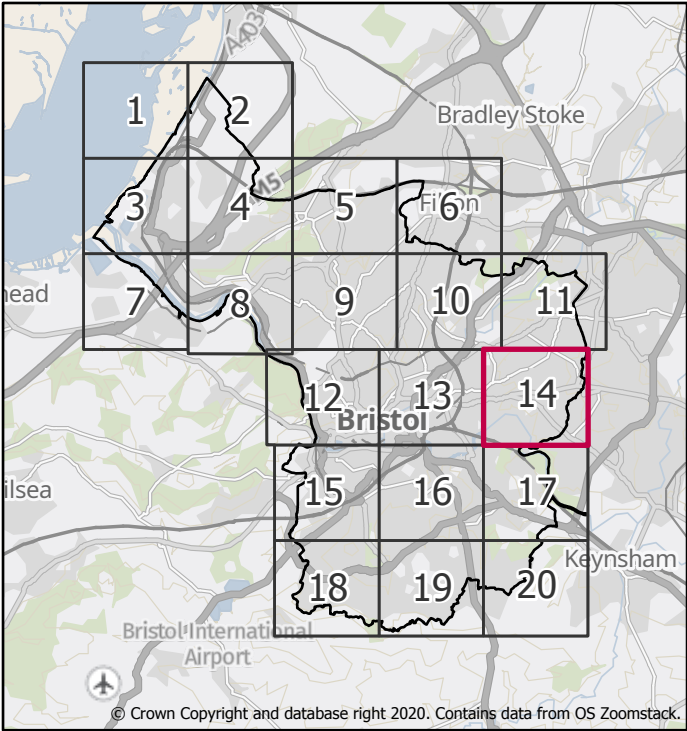 A403
1
2
Bradley Stoke
M5
3
4
5
6
Filton
head
7
8
9
10
11
12
13
14
Bristol
ilsea
15
16
17
Keynsham
18
19
20
Bristol International
Airport
© Crown Copyright and database right 2020. Contains data from OS Zoomstack.